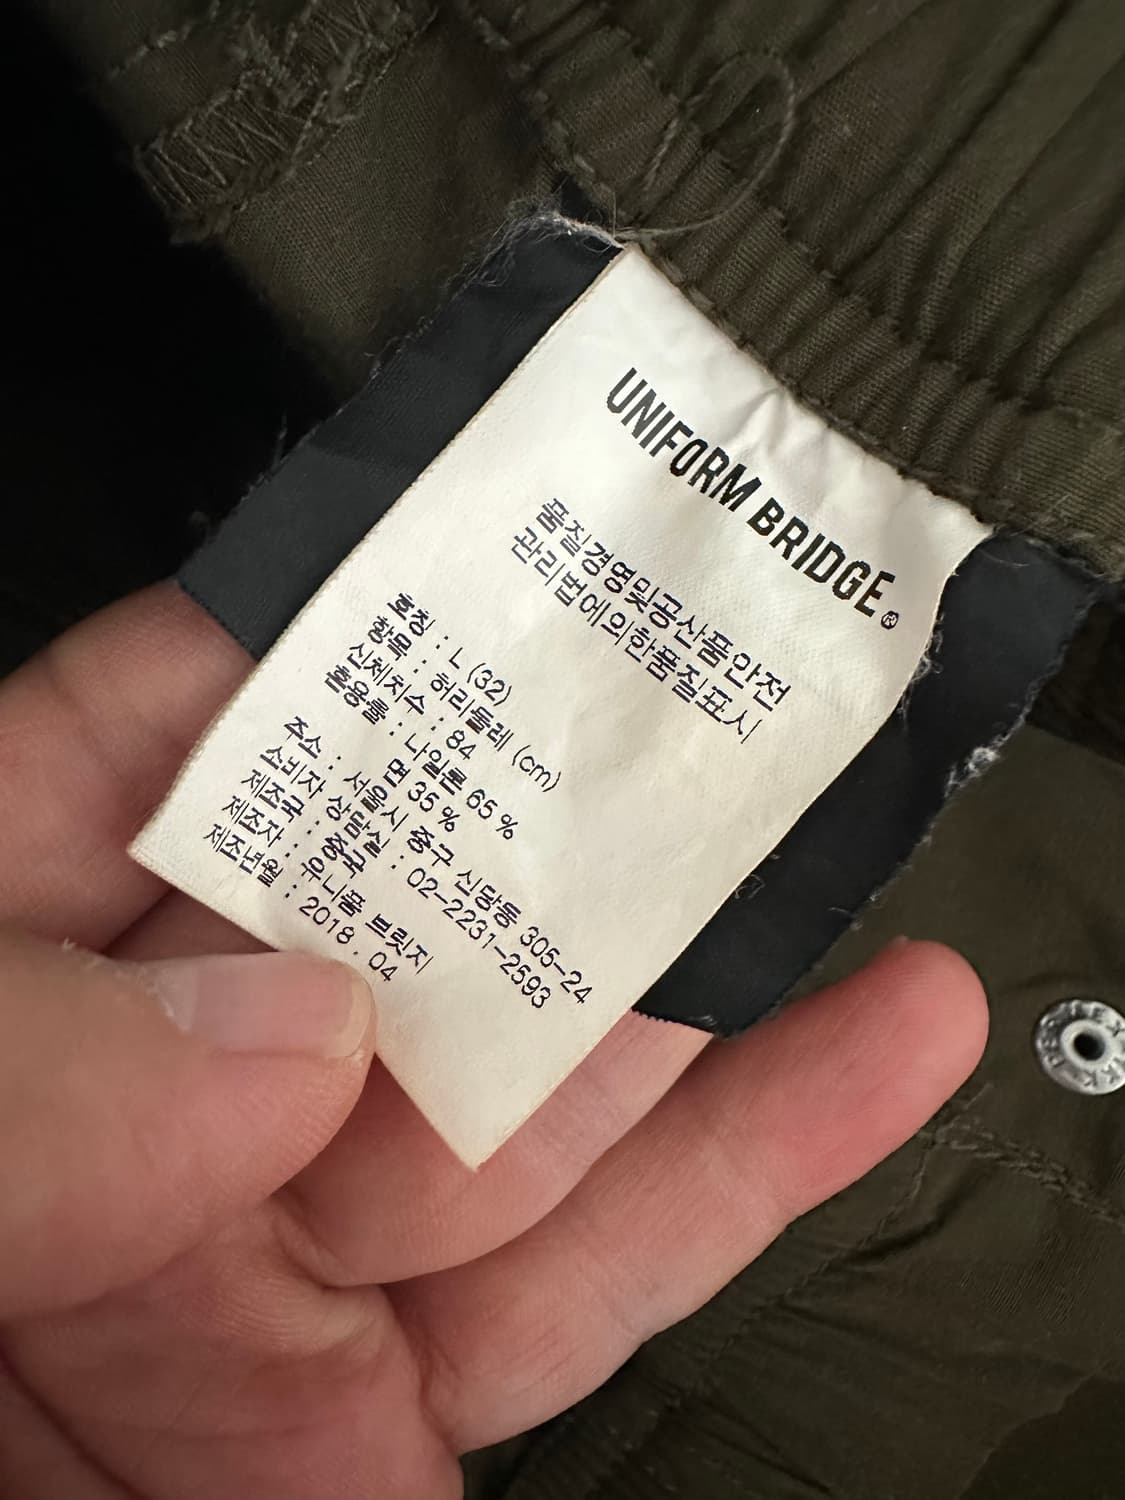 UNIFORM BRIDGE®
품질경영및공산품안전
관리법에의한품질표시
호칭 : L (32)
항목 : 허리둘레 (cm)
신체치수 : 84
혼용률 : 나일론 65 %
면 35 %
주소 : 서울시 중구 신당동 305-24
소비자 상담실 : 02-2231-2593
제조국 : 중국
제조자 : 유니폼 브릿지
제조년월 : 2018 . 04